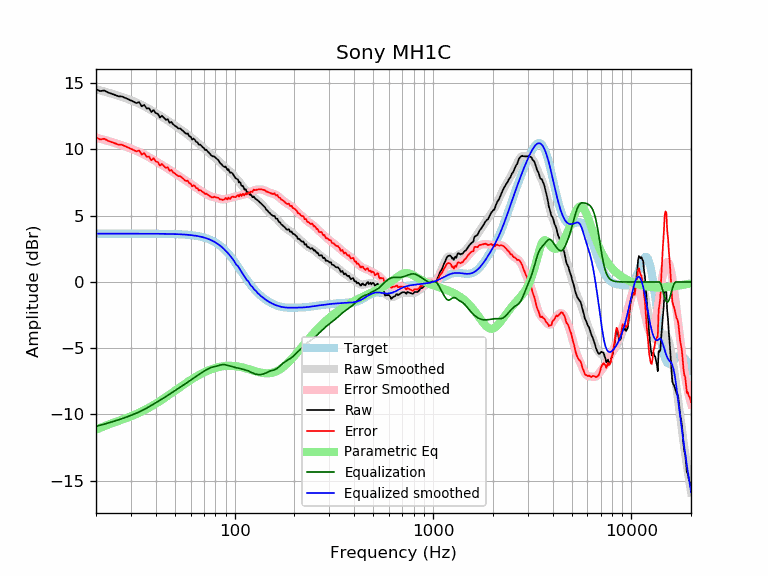 Sony MH1C
15
10
5
0
−5
−10
−15
Amplitude (dBr)
Target
Raw Smoothed
Error Smoothed
Raw
Error
Parametric Eq
Equalization
Equalized smoothed
100
1000
10000
Frequency (Hz)